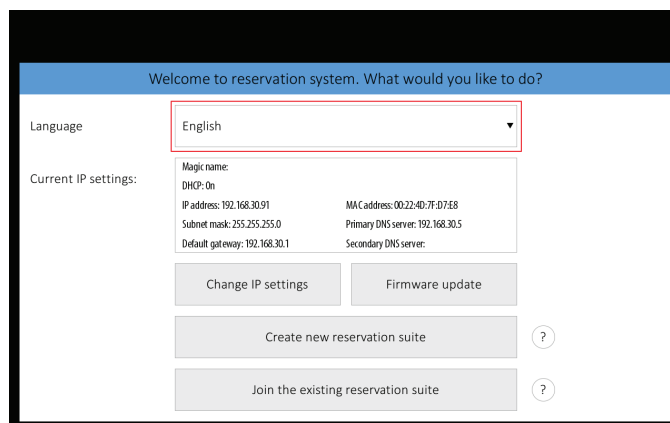 Welcome to reservation system. What would you like to do?
Language
English
Current IP settings:
Magic name:
DHCP: On
IP address: 192.168.30.91 MAC address: 00:22:4D:7F:D7:E8
Subnet mask: 255.255.255.0 Primary DNS server: 192.168.30.5
Default gateway: 192.168.30.1 Secondary DNS server:
Change IP settings Firmware update
Create new reservation suite ?
Join the existing reservation suite ?